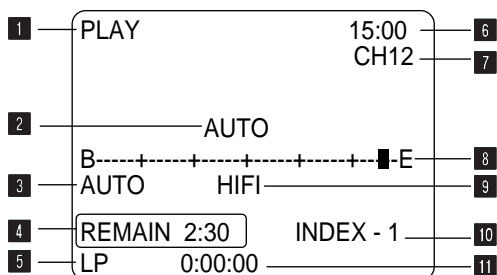 1 PLAY 15:00 6
CH12 7
2 AUTO
B-----+-----+-----+-----+-----+---█-E 8
3 AUTO HIFI 9
4 REMAIN 2:30 INDEX - 1 10
5 LP 0:00:00 11